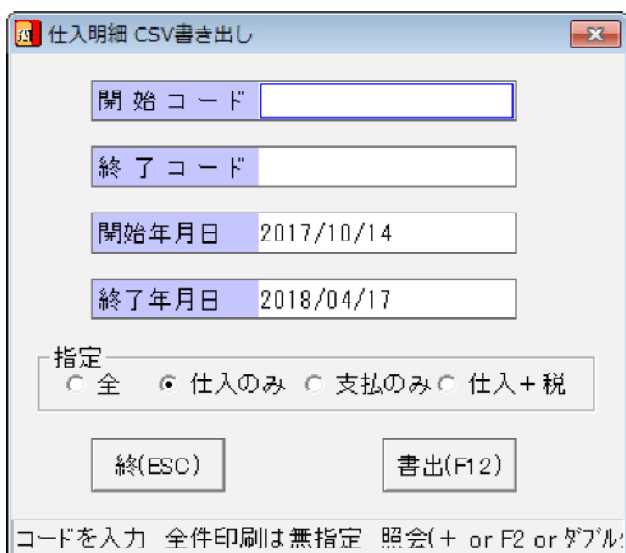 仕入明細 CSV書き出し
開始コード
終了コード
開始年月日 2017/10/14
終了年月日 2018/04/17
指定
全 仕入のみ 支払のみ 仕入+税
終(ESC) 書出(F12)
コードを入力 全件印刷は無指定 照会(+ or F2 or ダブル